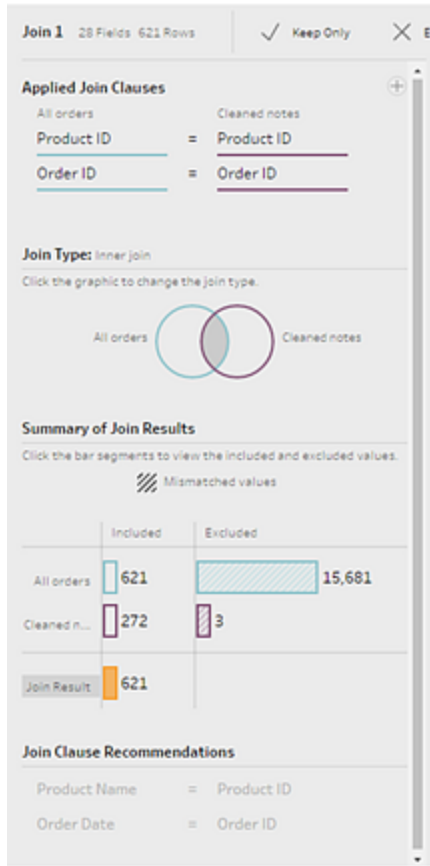 Join 1 28 Fields 621 Rows Keep Only E
Applied Join Clauses
All orders Cleaned notes
Product ID = Product ID
Order ID = Order ID
Join Type: Inner join
Click the graphic to change the join type.
All orders Cleaned notes
Summary of Join Results
Click the bar segments to view the included and excluded values.
Mismatched values
Included Excluded
All orders 621 15,681
Cleaned n... 272 3
Join Result 621
Join Clause Recommendations
Product Name = Product ID
Order Date = Order ID